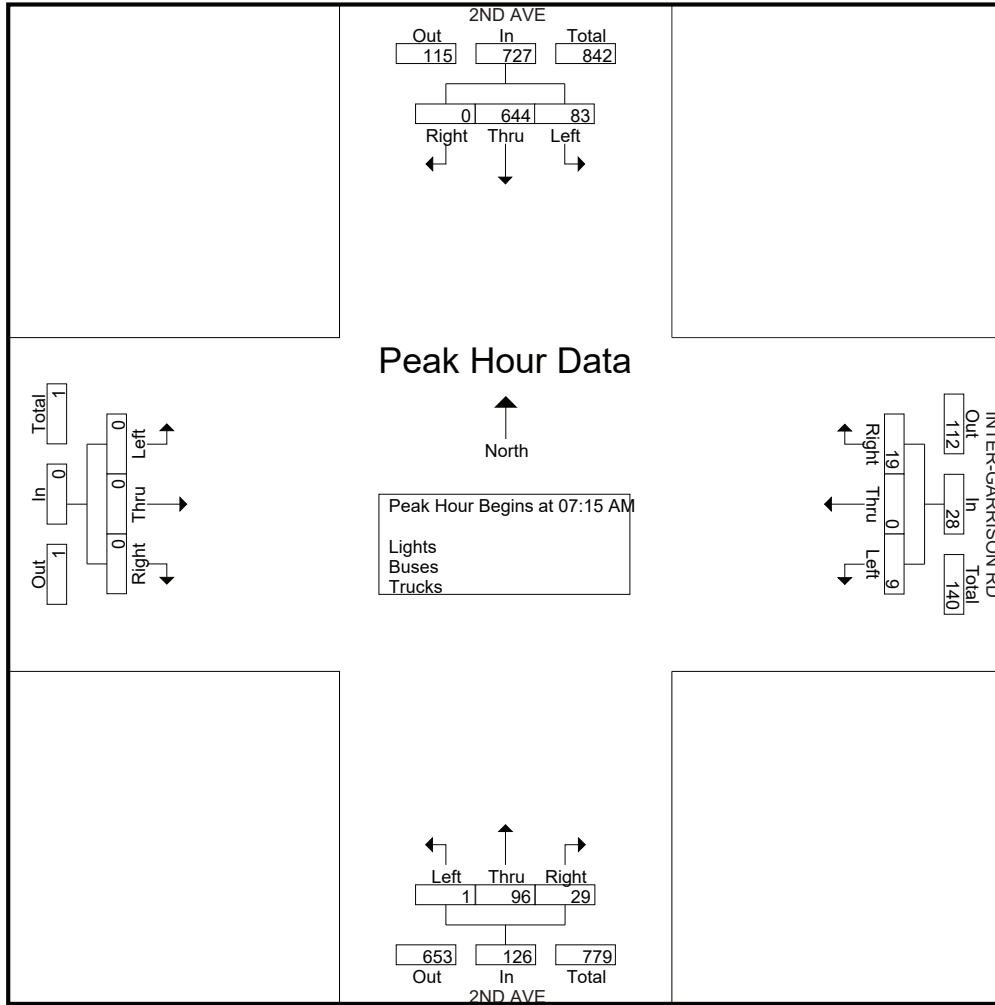 2ND AVE
Out In Total
115 727 842
0 644 83
Right Thru Left
Peak Hour Data
North
Peak Hour Begins at 07:15 AM
Lights
Buses
Trucks
Total In Out
1 0 1
0 0 0
Left Thru Right
INTER-GARRISON RD
Out In Total
112 28 140
19 0 9
Right Thru Left
Left Thru Right
1 96 29
653 126 779
Out In Total
2ND AVE